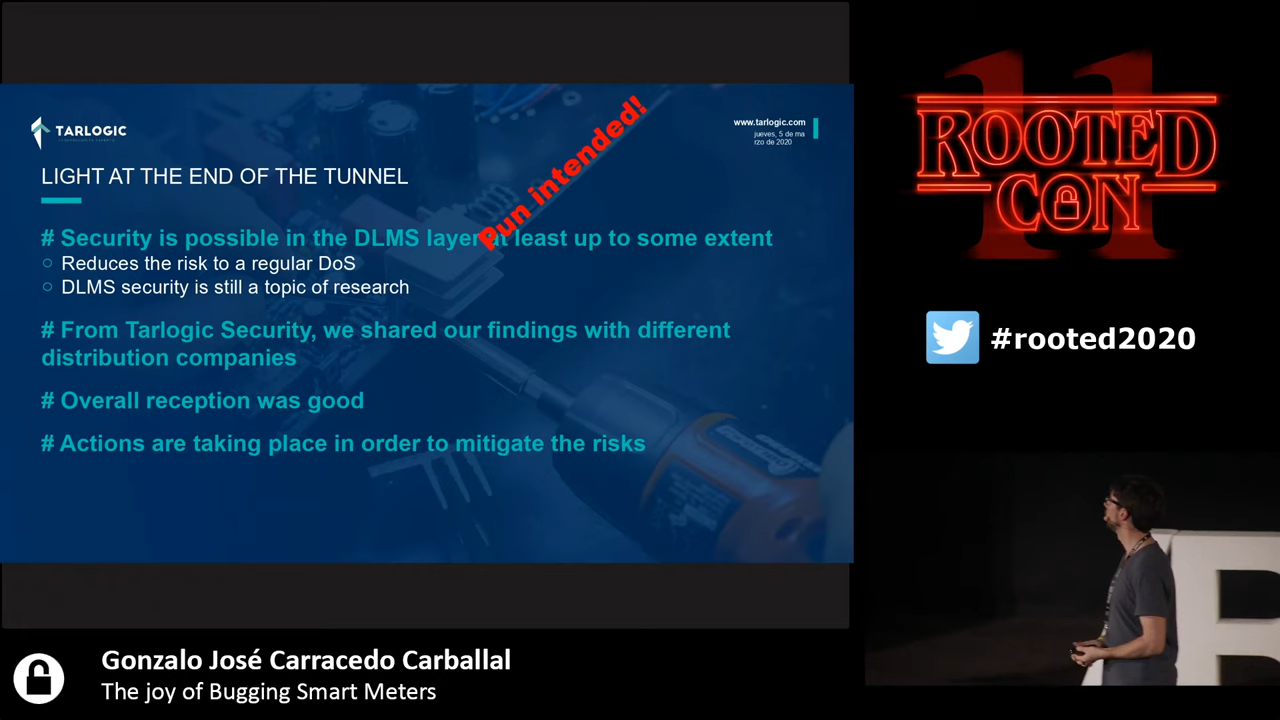 TARLOGIC
www.tarlogic.com
jueves, 5 de ma
rzo de 2020
LIGHT AT THE END OF THE TUNNEL
Pun intended!
# Security is possible in the DLMS layer at least up to some extent
Reduces the risk to a regular DoS
DLMS security is still a topic of research
# From Tarlogic Security, we shared our findings with different
distribution companies
# Overall reception was good
# Actions are taking place in order to mitigate the risks
11
ROOTED
CON
#rooted2020
R
Gonzalo José Carracedo Carballal
The joy of Bugging Smart Meters